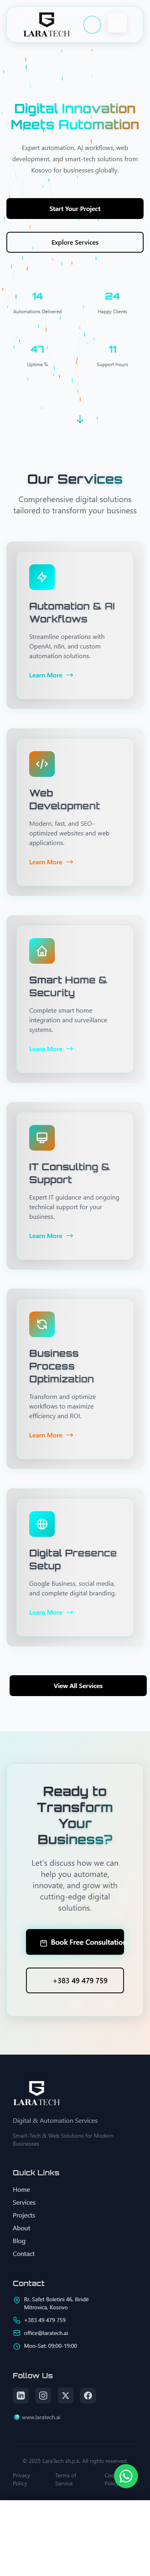 LARATECH
Digital Innovation
Meets Automation
Expert automation, AI workflows, web
development, and smart-tech solutions from
Kosovo for businesses globally.
Start Your Project
Explore Services
14
Automations Delivered
24
Happy Clients
47
Uptime %
11
Support Hours
Our Services
Comprehensive digital solutions
tailored to transform your business
Automation & AI
Workflows
Streamline operations with
OpenAI, n8n, and custom
automation solutions.
Learn More →
Web
Development
Modern, fast, and SEO-
optimized websites and web
applications.
Learn More →
Smart Home &
Security
Complete smart home
integration and surveillance
systems.
Learn More →
IT Consulting &
Support
Expert IT guidance and ongoing
technical support for your
business.
Learn More →
Business
Process
Optimization
Transform and optimize
workflows to maximize
efficiency and ROI.
Learn More →
Digital Presence
Setup
Google Business, social media,
and complete digital branding.
Learn More →
View All Services
Ready to
Transform
Your
Business?
Let's discuss how we can
help you automate,
innovate, and grow with
cutting-edge digital
solutions.
Book Free Consultation
+383 49 479 759
LARATECH
Digital & Automation Services
Smart-Tech & Web Solutions for Modern
Businesses
Quick Links
Home
Services
Projects
About
Blog
Contact
Contact
Rr. Safet Boletini 46, Biridë
Mitrovica, Kosovo
+383 49 479 759
office@laratech.ai
Mon-Sat: 09:00-19:00
Follow Us
www.laratech.ai
© 2025 LaraTech sh.p.k. All rights reserved.
Privacy
Policy
Terms of
Service